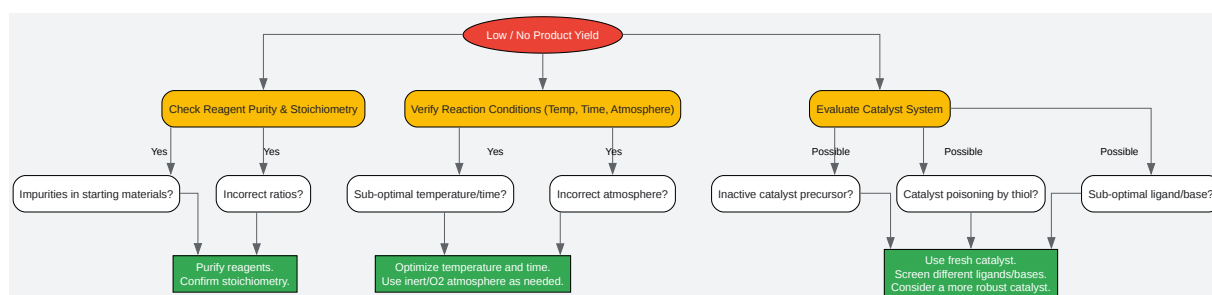 Low / No Product Yield
Check Reagent Purity & Stoichiometry
Verify Reaction Conditions (Temp, Time, Atmosphere)
Evaluate Catalyst System
Yes
Yes
Yes
Yes
Possible
Possible
Possible
Impurities in starting materials?
Incorrect ratios?
Sub-optimal temperature/time?
Incorrect atmosphere?
Inactive catalyst precursor?
Catalyst poisoning by thiol?
Sub-optimal ligand/base?
Purify reagents.
Confirm stoichiometry.
Optimize temperature and time.
Use inert/O2 atmosphere as needed.
Use fresh catalyst.
Screen different ligands/bases.
Consider a more robust catalyst.